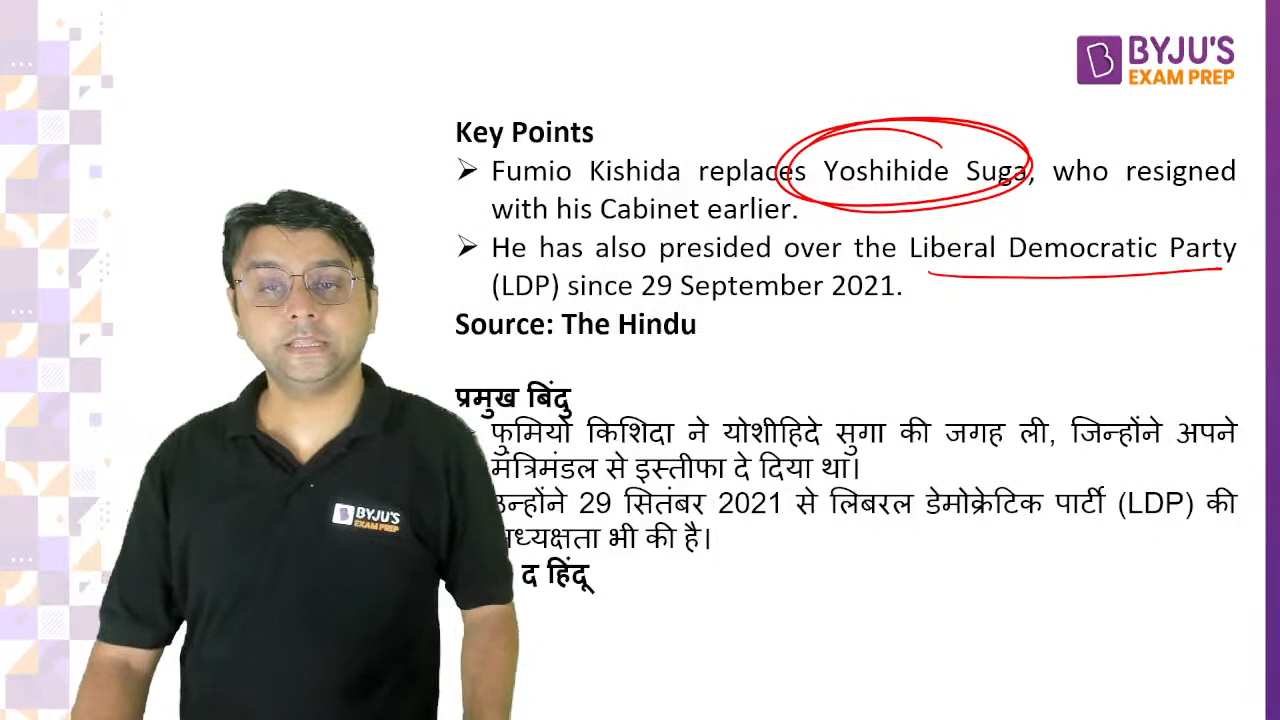 BYJU'S
EXAM PREP
Key Points
Fumio Kishida replaces Yoshihide Suga, who resigned
with his Cabinet earlier.
He has also presided over the Liberal Democratic Party
(LDP) since 29 September 2021.
Source: The Hindu
प्रमुख बिंदु
फुमियो किशिदा ने योशीहिदे सुगा की जगह ली, जिन्होंने अपने
मंत्रिमंडल से इस्तीफा दे दिया था।
उन्होंने 29 सितंबर 2021 से लिबरल डेमोक्रेटिक पार्टी (LDP) की
भी की है।
द हिंदू
BYJU'S
EXAM PREP